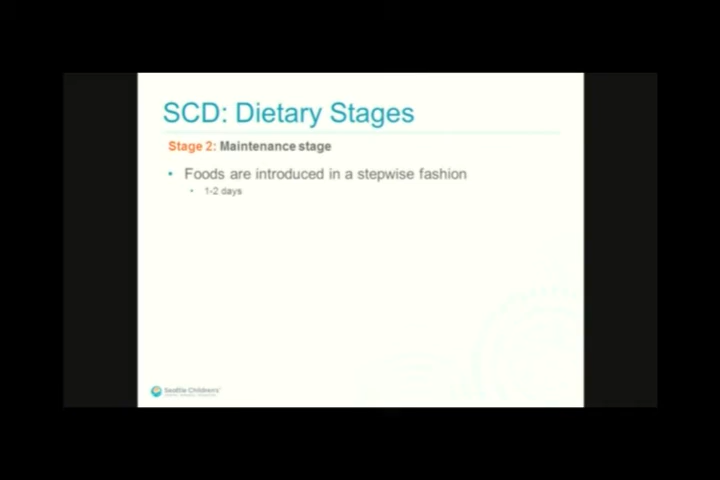 SCD: Dietary Stages
Stage 2: Maintenance stage
• Foods are introduced in a stepwise fashion
• 1-2 days
Seattle Children's